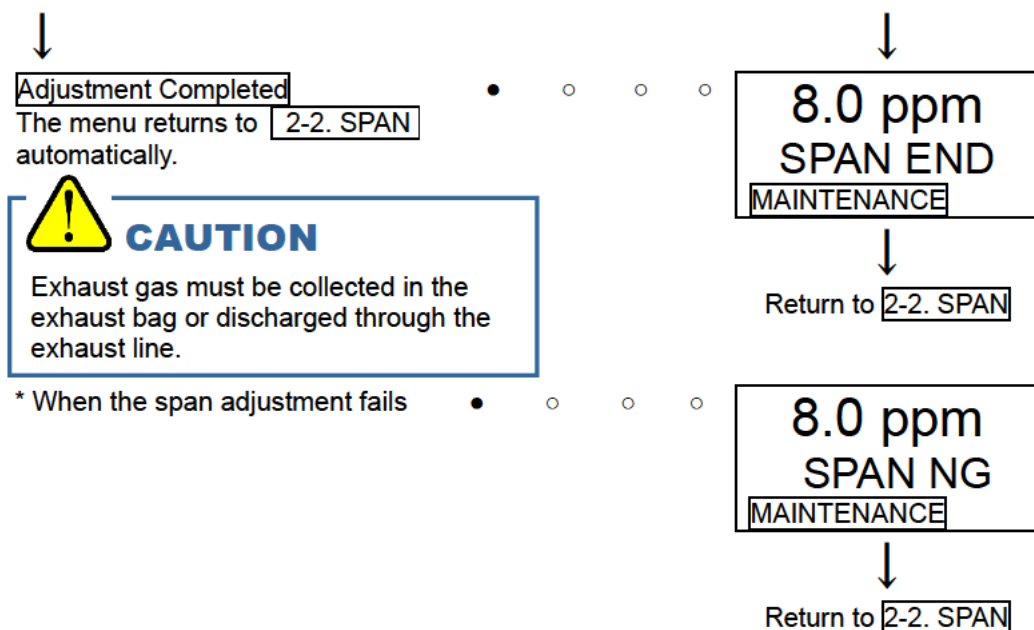 ↓ ↓
Adjustment Completed ● ○ ○ ○ 8.0 ppm
The menu returns to 2-2. SPAN SPAN END
automatically. MAINTENANCE
↓
CAUTION
Return to 2-2. SPAN
Exhaust gas must be collected in the
exhaust bag or discharged through the
exhaust line.
* When the span adjustment fails ● ○ ○ ○ 8.0 ppm
SPAN NG
MAINTENANCE
↓
Return to 2-2. SPAN